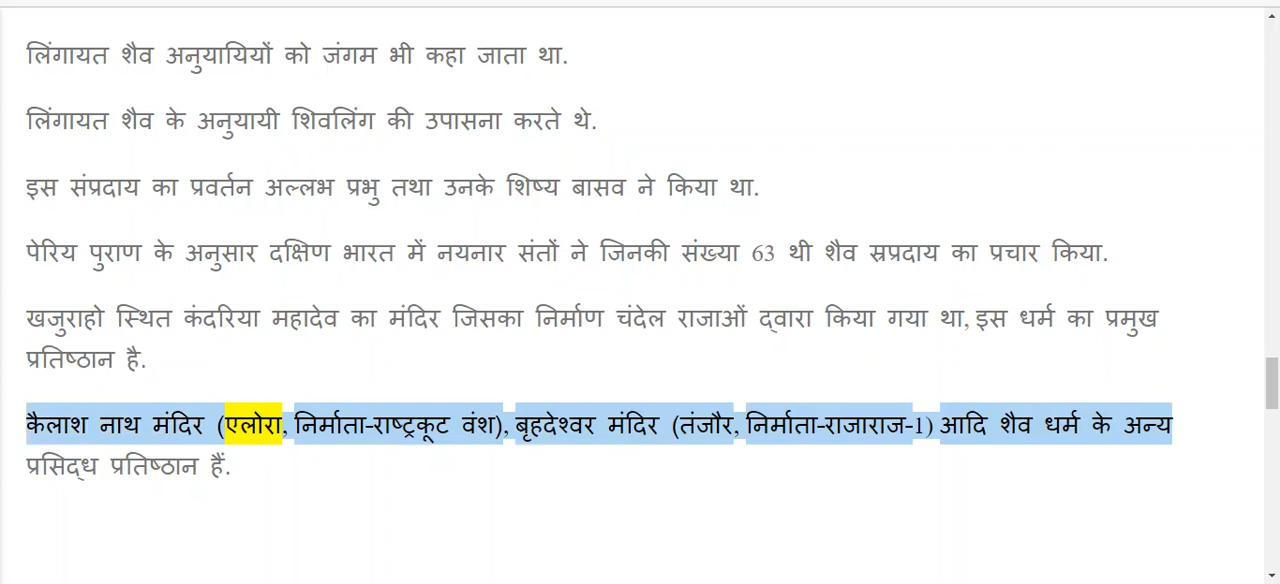 लिंगायत शैव अनुयायियों को जंगम भी कहा जाता था.
लिंगायत शैव के अनुयायी शिवलिंग की उपासना करते थे.
इस संप्रदाय का प्रवर्तन अल्लभ प्रभु तथा उनके शिष्य बासव ने किया था.
पेरिय पुराण के अनुसार दक्षिण भारत में नयनार संतों ने जिनकी संख्या 63 थी शैव स्रप्रदाय का प्रचार किया.
खजुराहो स्थित कंदरिया महादेव का मंदिर जिसका निर्माण चंदेल राजाओं द्वारा किया गया था, इस धर्म का प्रमुख
प्रतिष्ठान है.
कैलाश नाथ मंदिर (एलोरा, निर्माता-राष्ट्रकूट वंश), बृहदेश्वर मंदिर (तंजौर, निर्माता-राजाराज-1) आदि शैव धर्म के अन्य
प्रसिद्ध प्रतिष्ठान हैं.